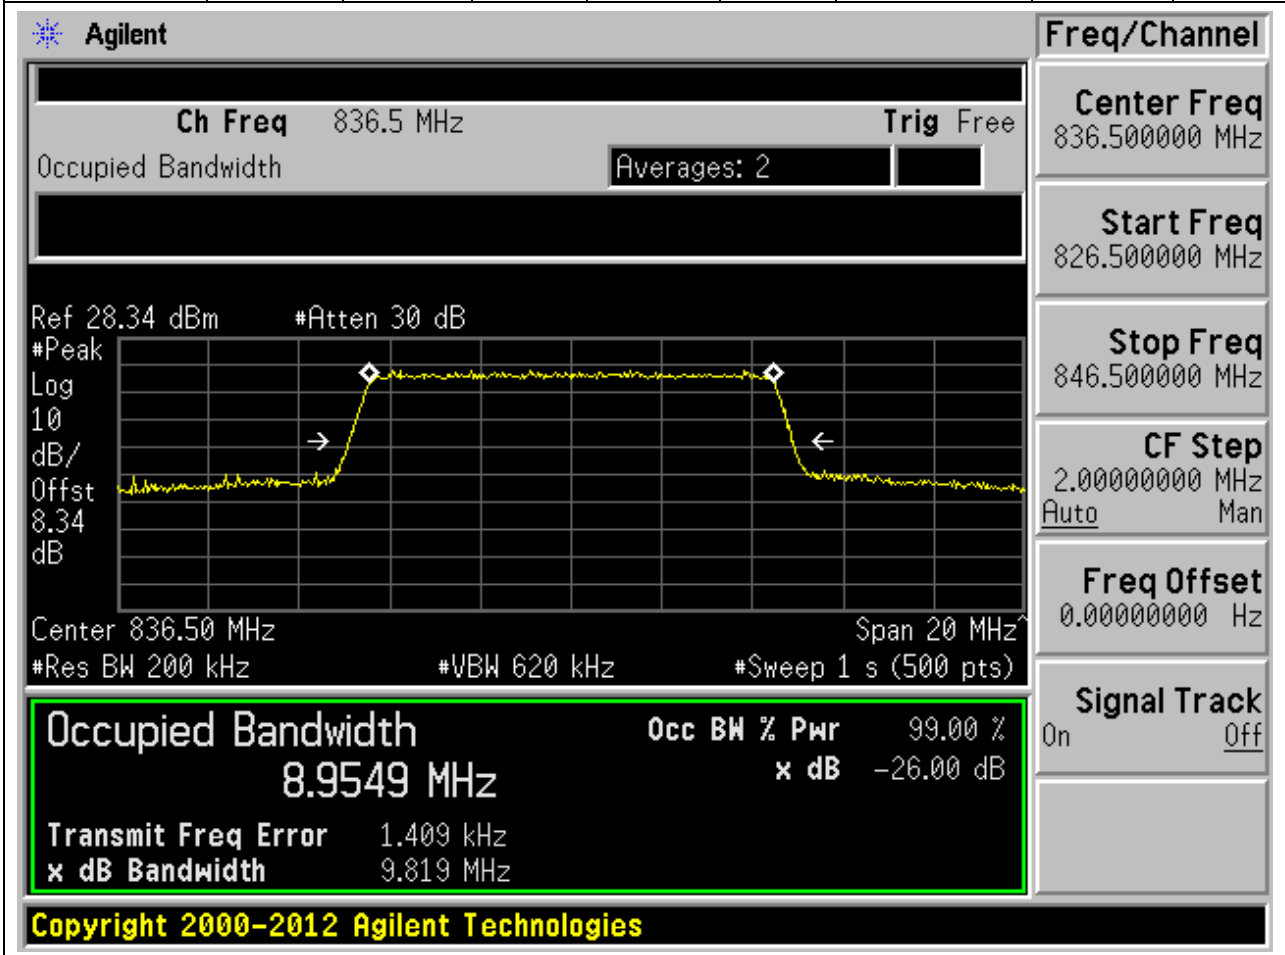 Agilent
Freq/Channel
Ch Freq 836.5 MHz Trig Free
Occupied Bandwidth Averages: 2
Center Freq
836.500000 MHz
Start Freq
826.500000 MHz
Stop Freq
846.500000 MHz
CF Step
2.00000000 MHz
Auto Man
Freq Offset
0.00000000 Hz
Signal Track
On Off
Ref 28.34 dBm #Atten 30 dB
#Peak
Log
10
dB/
Offst
8.34
dB
Center 836.50 MHz Span 20 MHz^
#Res BW 200 kHz #VBW 620 kHz #Sweep 1 s (500 pts)
Occupied Bandwidth
8.9549 MHz
Occ BW % Pwr 99.00 %
x dB -26.00 dB
Transmit Freq Error 1.409 kHz
x dB Bandwidth 9.819 MHz
Copyright 2000-2012 Agilent Technologies